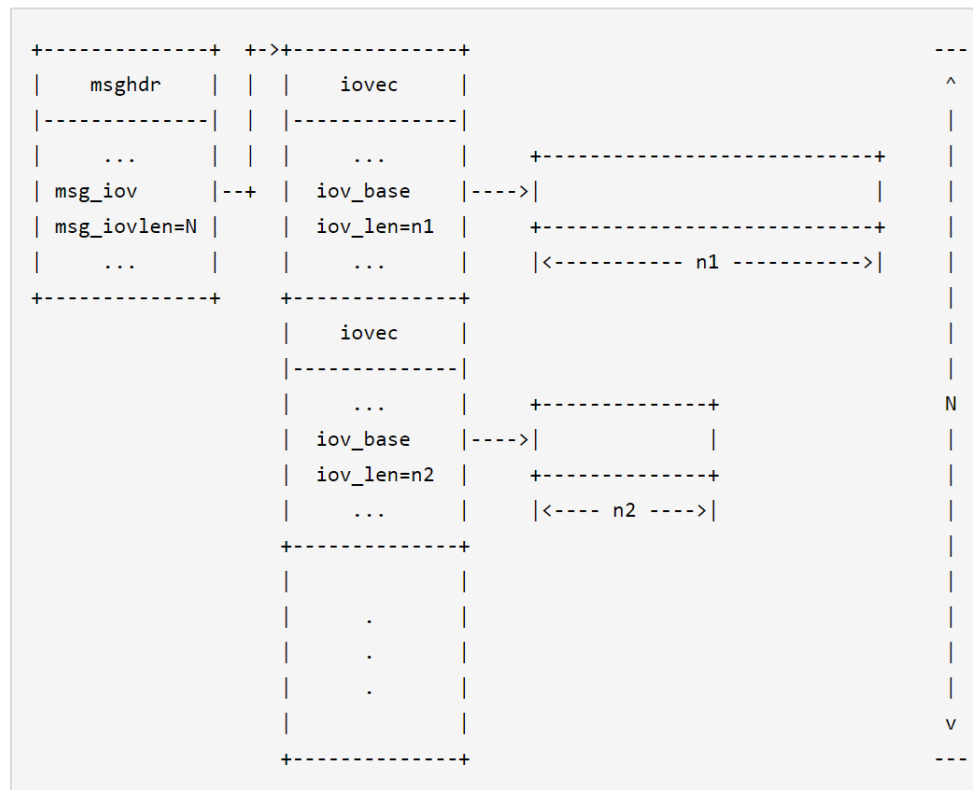 +--------------+  +->+--------------+                                       ---
|    msghdr    |  |  |    iovec     |                                        ^
|--------------|  |  |--------------|                                        |
|     ...      |  |  |     ...      |     +----------------------------+     |
| msg_iov      |--+  |  iov_base    |---->|                            |     |
| msg_iovlen=N |     |  iov_len=n1  |     +----------------------------+     |
|     ...      |     |     ...      |     |<----------- n1 ----------->|     |
+--------------+     +--------------+                                        |
                     |    iovec     |                                        |
                     |--------------|                                        |
                     |     ...      |     +--------------+                   N
                     |  iov_base    |---->|              |                   |
                     |  iov_len=n2  |     +--------------+                   |
                     |     ...      |     |<---- n2 ---->|                   |
                     +--------------+                                        |
                     |              |                                        |
                     |      .       |                                        |
                     |      .       |                                        |
                     |      .       |                                        |
                     |              |                                        v
                     +--------------+                                       ---